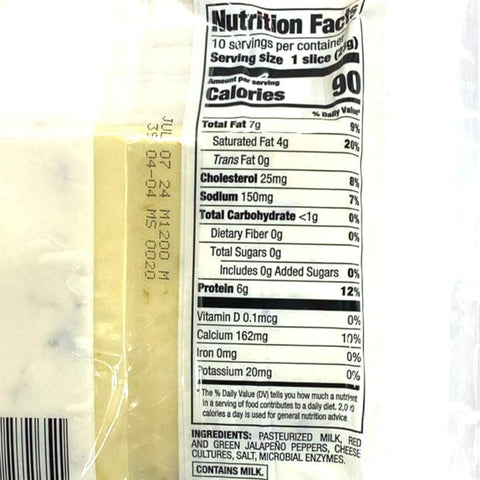 Nutrition Facts
10 servings per container
Serving size 1 slice
Amount per serving
Calories 90
% Daily Value*
Total Fat 7g 9%
Saturated Fat 4g 20%
Trans Fat 0g
Cholesterol 25mg 8%
Sodium 150mg 7%
Total Carbohydrate <1g 0%
Dietary Fiber 0g 0%
Total Sugars 0g
Includes 0g Added Sugars 0%
Protein 6g 12%
Vitamin D 0.1mcg 0%
Calcium 162mg 10%
Iron 0mg 0%
Potassium 20mg 0%
* The % Daily Value (DV) tells you how much a nutrient
in a serving of food contributes to a daily diet. 2,0 0
calories a day is used for general nutrition advice
INGREDIENTS: PASTEURIZED MILK, RED
AND GREEN JALAPEÑO PEPPERS, CHEESE
CULTURES, SALT, MICROBIAL ENZYMES.
CONTAINS MILK.
JUL 07 24 M1200 M
04-04 MS 0020